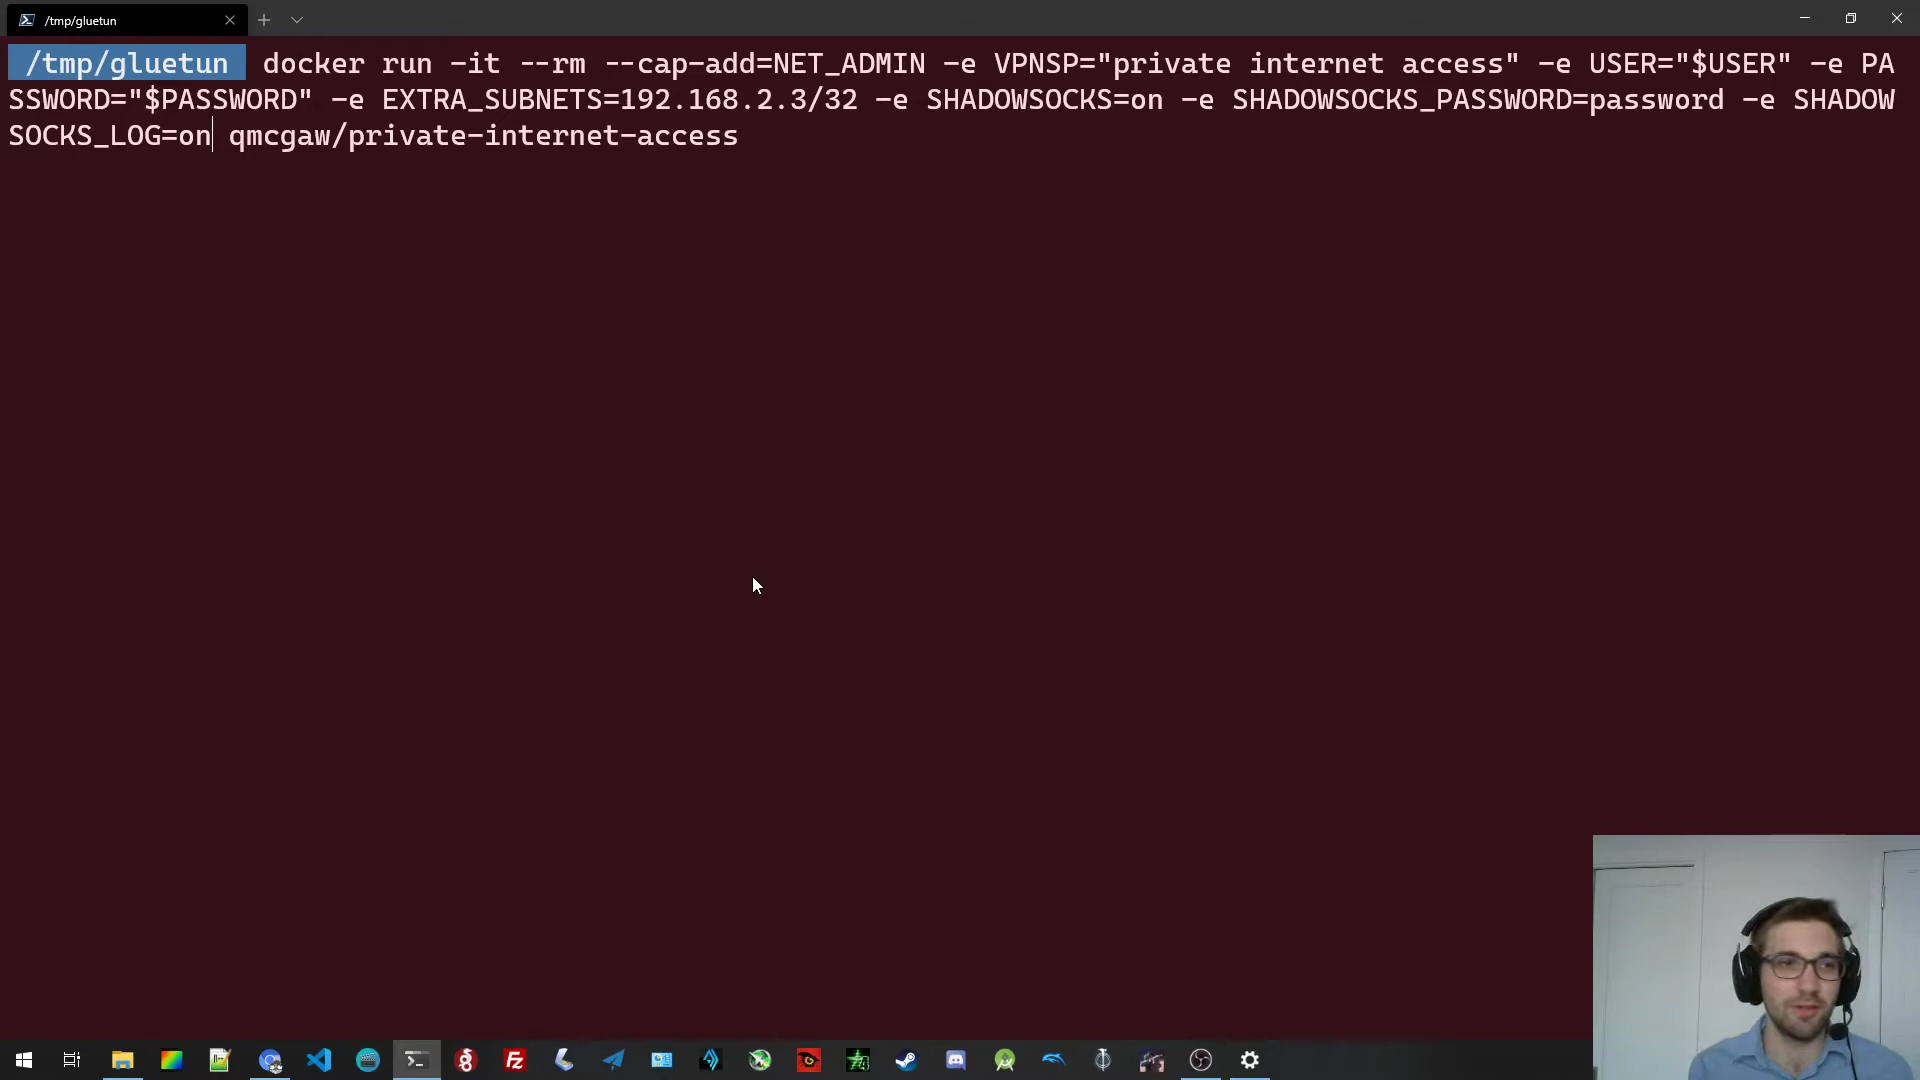 /tmp/gluetun
/tmp/gluetun docker run -it --rm --cap-add=NET_ADMIN -e VPNSP="private internet access" -e USER="$USER" -e PA
SSWORD="$PASSWORD" -e EXTRA_SUBNETS=192.168.2.3/32 -e SHADOWSOCKS=on -e SHADOWSOCKS_PASSWORD=password -e SHADOW
SOCKS_LOG=on qmcgaw/private-internet-access